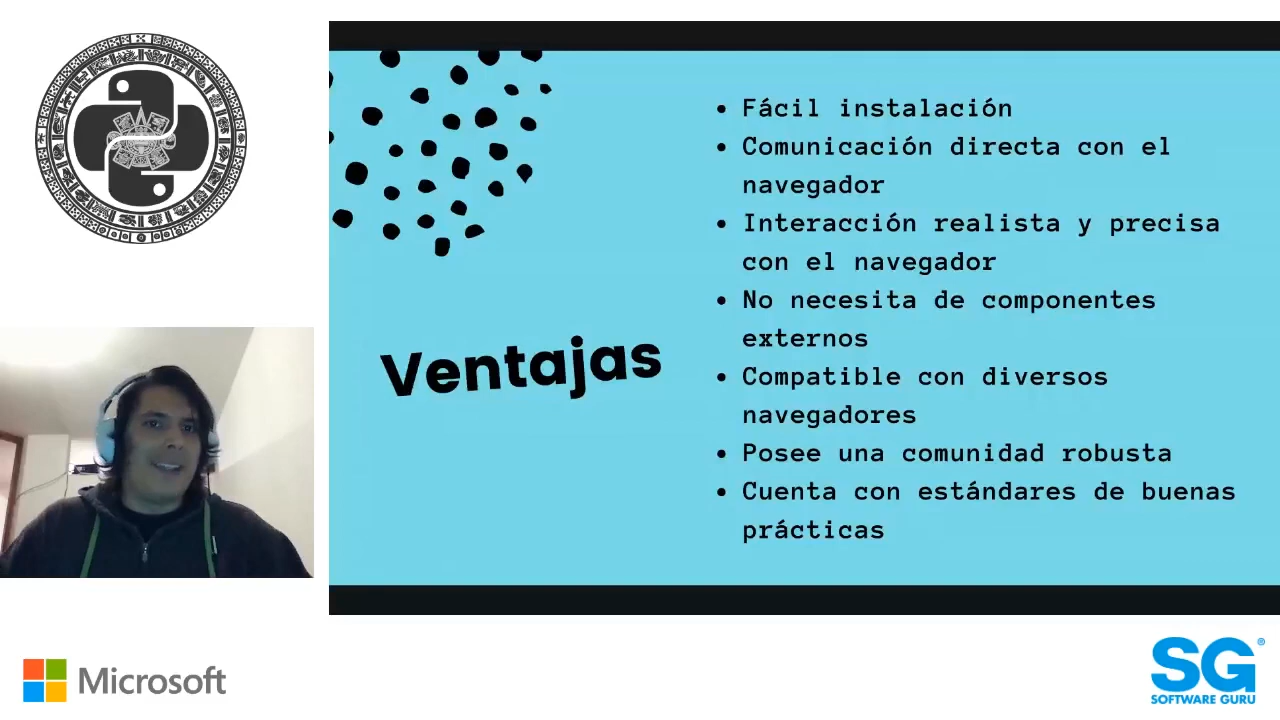 Ventajas
Fácil instalación
Comunicación directa con el
navegador
Interacción realista y precisa
con el navegador
No necesita de componentes
externos
Compatible con diversos
navegadores
Posee una comunidad robusta
Cuenta con estándares de buenas
prácticas
Microsoft
SG®
SOFTWARE GURU